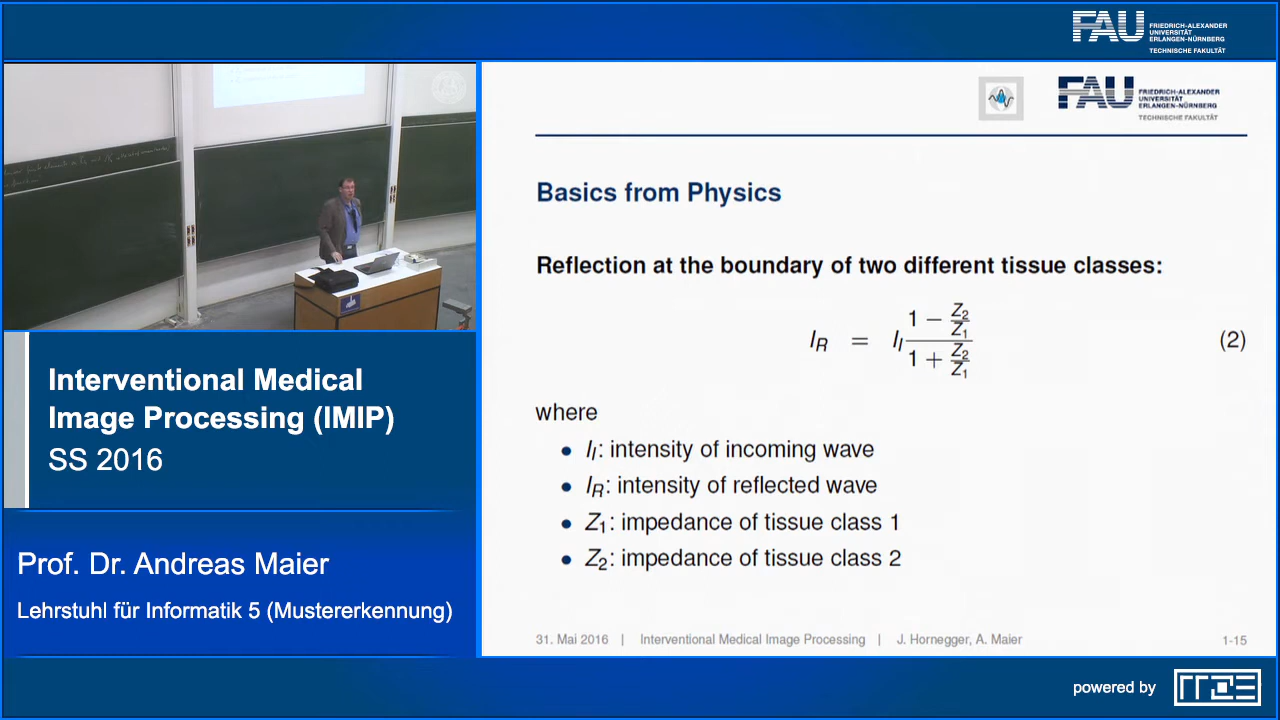 FAU FRIEDRICH-ALEXANDER
UNIVERSITÄT
ERLANGEN-NÜRNBERG
TECHNISCHE FAKULTÄT
FAU FRIEDRICH-ALEXANDER
UNIVERSITÄT
ERLANGEN-NÜRNBERG
TECHNISCHE FAKULTÄT
Basics from Physics
Reflection at the boundary of two different tissue classes:
I_R = I_I (1 − Z_2/Z_1) / (1 + Z_2/Z_1) (2)
where
• I_I: intensity of incoming wave
• I_R: intensity of reflected wave
• Z_1: impedance of tissue class 1
• Z_2: impedance of tissue class 2
31. Mai 2016 | Interventional Medical Image Processing | J. Hornegger, A. Maier 1-15
Interventional Medical
Image Processing (IMIP)
SS 2016
Prof. Dr. Andreas Maier
Lehrstuhl für Informatik 5 (Mustererkennung)
powered by